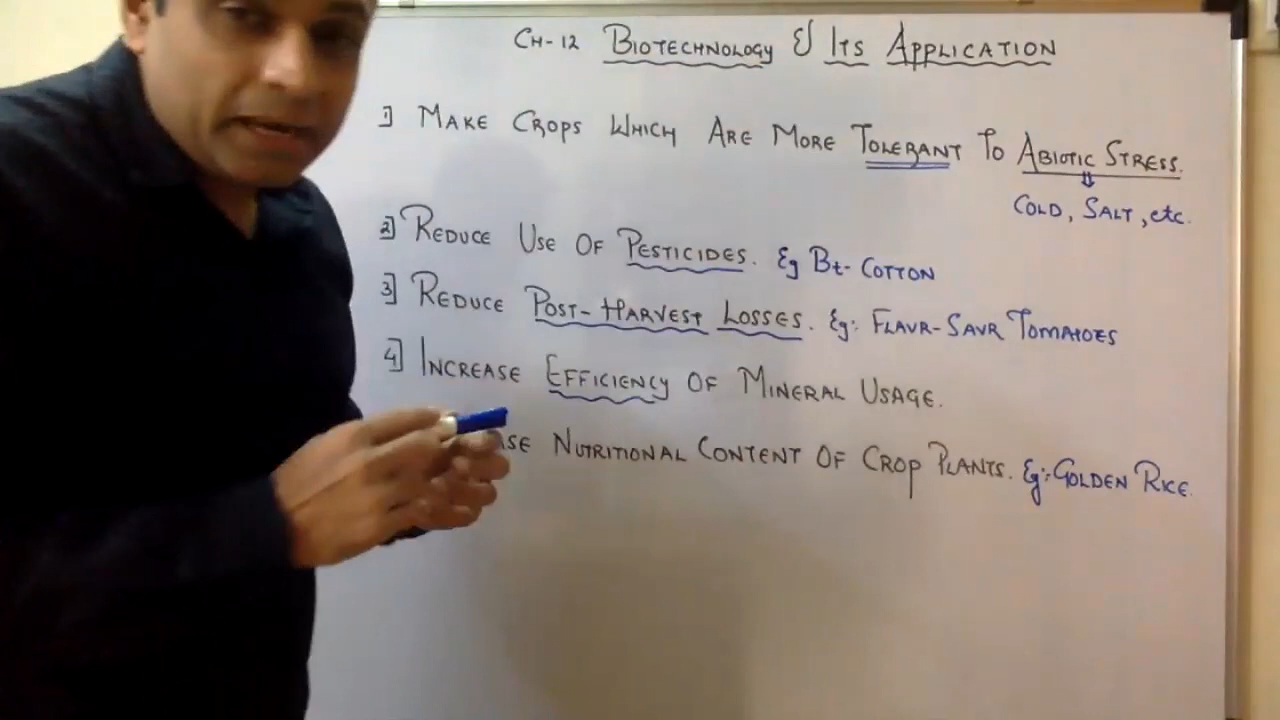 CH-12 BIOTECHNOLOGY & ITS APPLICATION
1] MAKE CROPS WHICH ARE MORE TOLERANT TO ABIOTIC STRESS.
COLD, SALT, etc.
2] REDUCE USE OF PESTICIDES. Eg Bt- COTTON
3] REDUCE POST-HARVEST LOSSES. Eg:- FLAVR-SAVR TOMATOES
4] INCREASE EFFICIENCY OF MINERAL USAGE.
NUTRITIONAL CONTENT OF CROP PLANTS. Eg:-GOLDEN RICE.